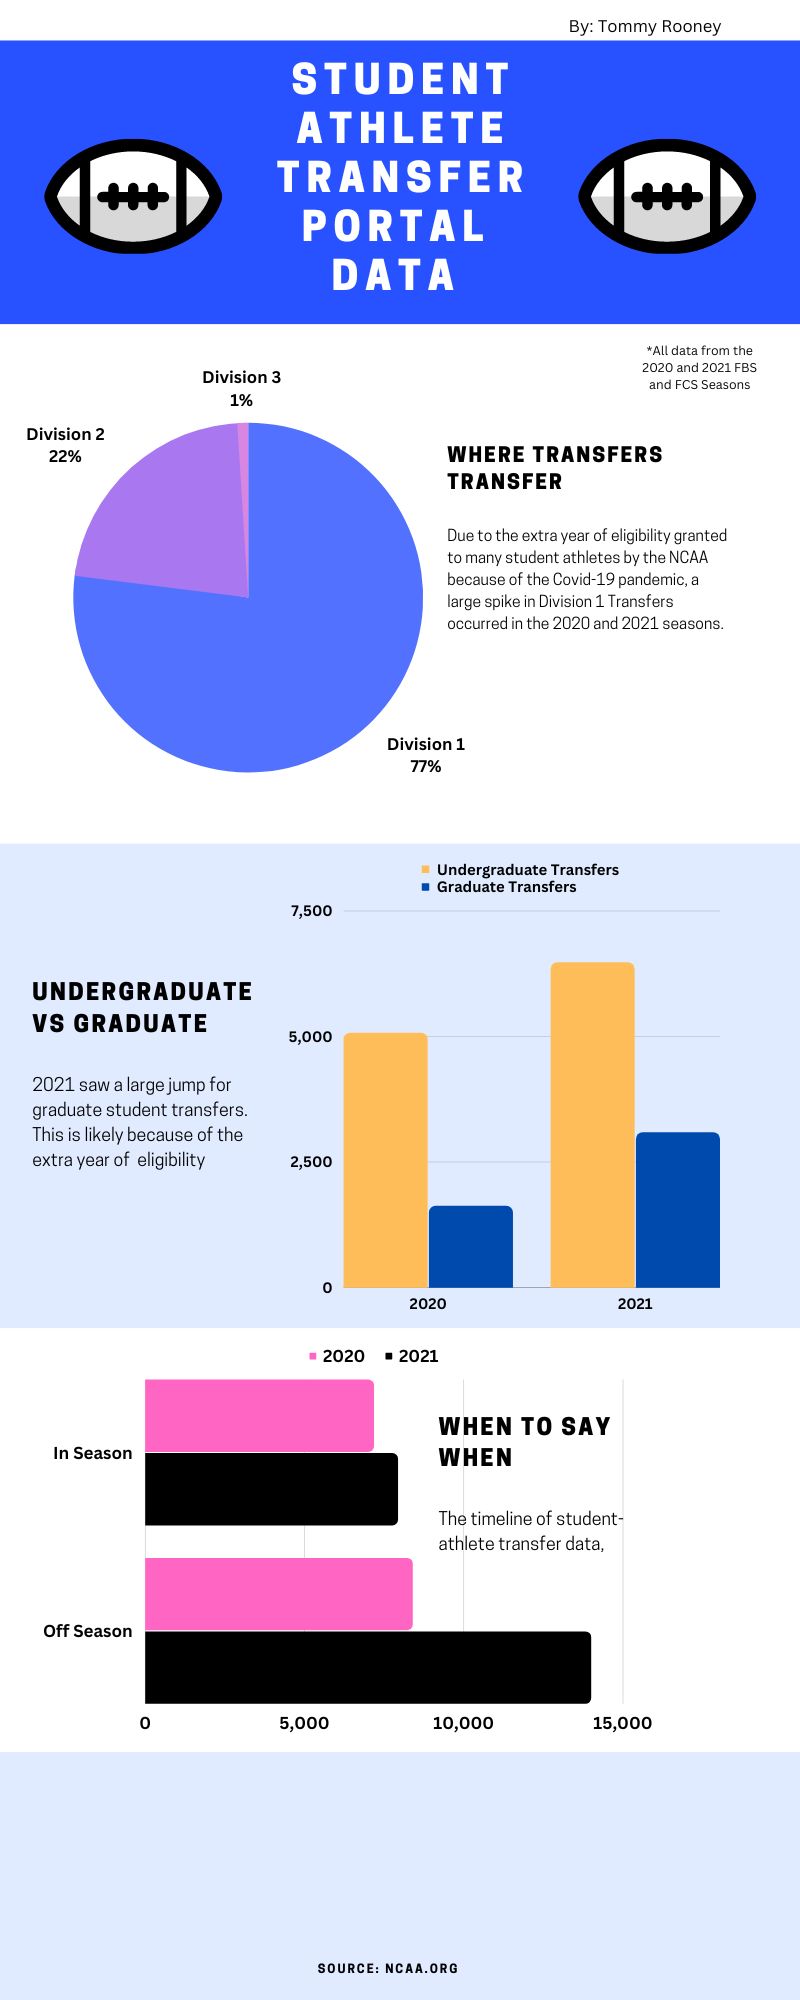 By: Tommy Rooney
STUDENT
ATHLETE
TRANSFER
PORTAL
DATA
*All data from the
2020 and 2021 FBS
and FCS Seasons
Division 3
1%
Division 2
22%
WHERE TRANSFERS
TRANSFER
Due to the extra year of eligibility granted
to many student athletes by the NCAA
because of the Covid-19 pandemic, a
large spike in Division 1 Transfers
occurred in the 2020 and 2021 seasons.
Division 1
77%
Undergraduate Transfers
Graduate Transfers
7,500
5,000
2,500
0
2020
2021
UNDERGRADUATE
VS GRADUATE
2021 saw a large jump for
graduate student transfers.
This is likely because of the
extra year of  eligibility
2020 2021
In Season
Off Season
WHEN TO SAY
WHEN
The timeline of student-
athlete transfer data,
0 5,000 10,000 15,000
SOURCE: NCAA.ORG